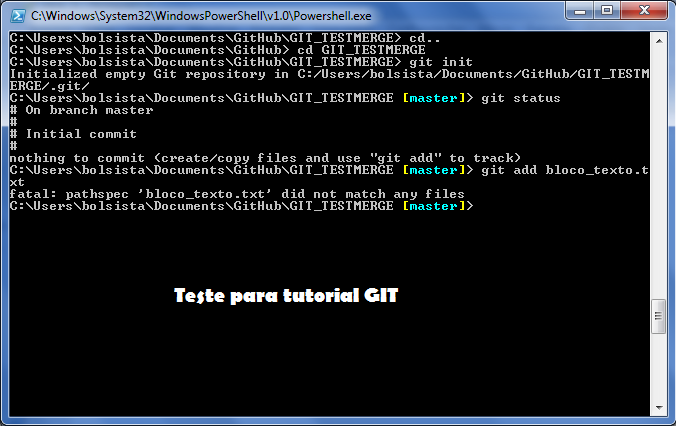 C:\Windows\System32\WindowsPowerShell\v1.0\Powershell.exe
C:\Users\bolsista\Documents\GitHub\GIT_TESTMERGE> cd..
C:\Users\bolsista\Documents\GitHub> cd GIT_TESTMERGE
C:\Users\bolsista\Documents\GitHub\GIT_TESTMERGE> git init
Initialized empty Git repository in C:/Users/bolsista/Documents/GitHub/GIT_TESTM
ERGE/.git/
C:\Users\bolsista\Documents\GitHub\GIT_TESTMERGE [master]> git status
# On branch master
#
# Initial commit
#
nothing to commit (create/copy files and use "git add" to track)
C:\Users\bolsista\Documents\GitHub\GIT_TESTMERGE [master]> git add bloco_texto.t
xt
fatal: pathspec 'bloco_texto.txt' did not match any files
C:\Users\bolsista\Documents\GitHub\GIT_TESTMERGE [master]>
Teste para tutorial GIT